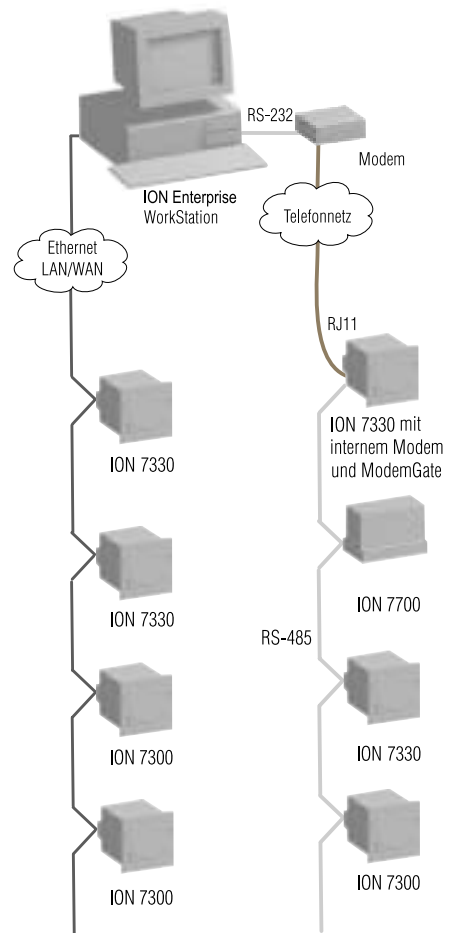 RS-232
Modem
ION Enterprise
WorkStation
Telefonnetz
Ethernet
LAN/WAN
RJ11
ION 7330
ION 7330 mit
internem Modem
und ModemGate
ION 7330
ION 7700
RS-485
ION 7300
ION 7330
ION 7300
ION 7300